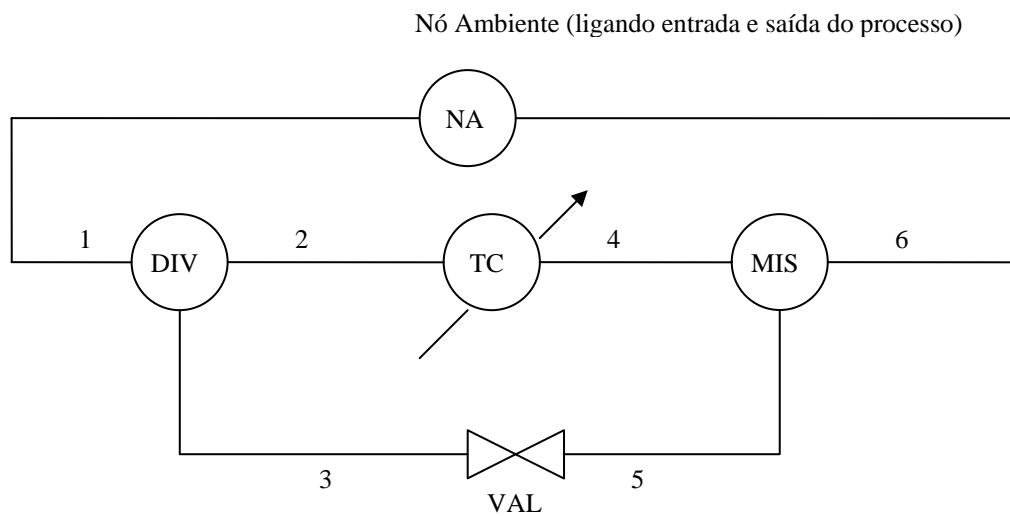 Nó Ambiente (ligando entrada e saída do processo)
NA
1
DIV
2
TC
4
MIS
6
3
VAL
5